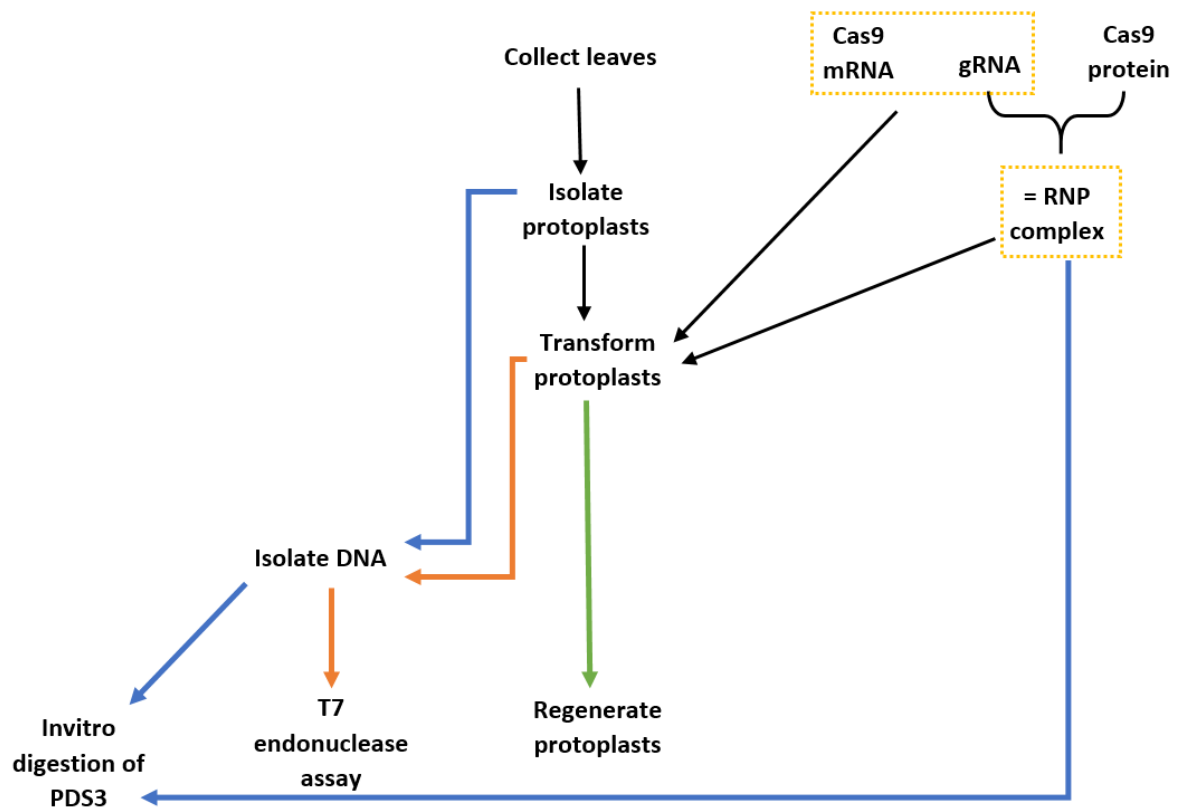 Collect leaves
Cas9
mRNA
gRNA
Cas9
protein
Isolate
protoplasts
= RNP
complex
Transform
protoplasts
Isolate DNA
T7
endonuclease
assay
Regenerate
protoplasts
Invitro
digestion of
PDS3